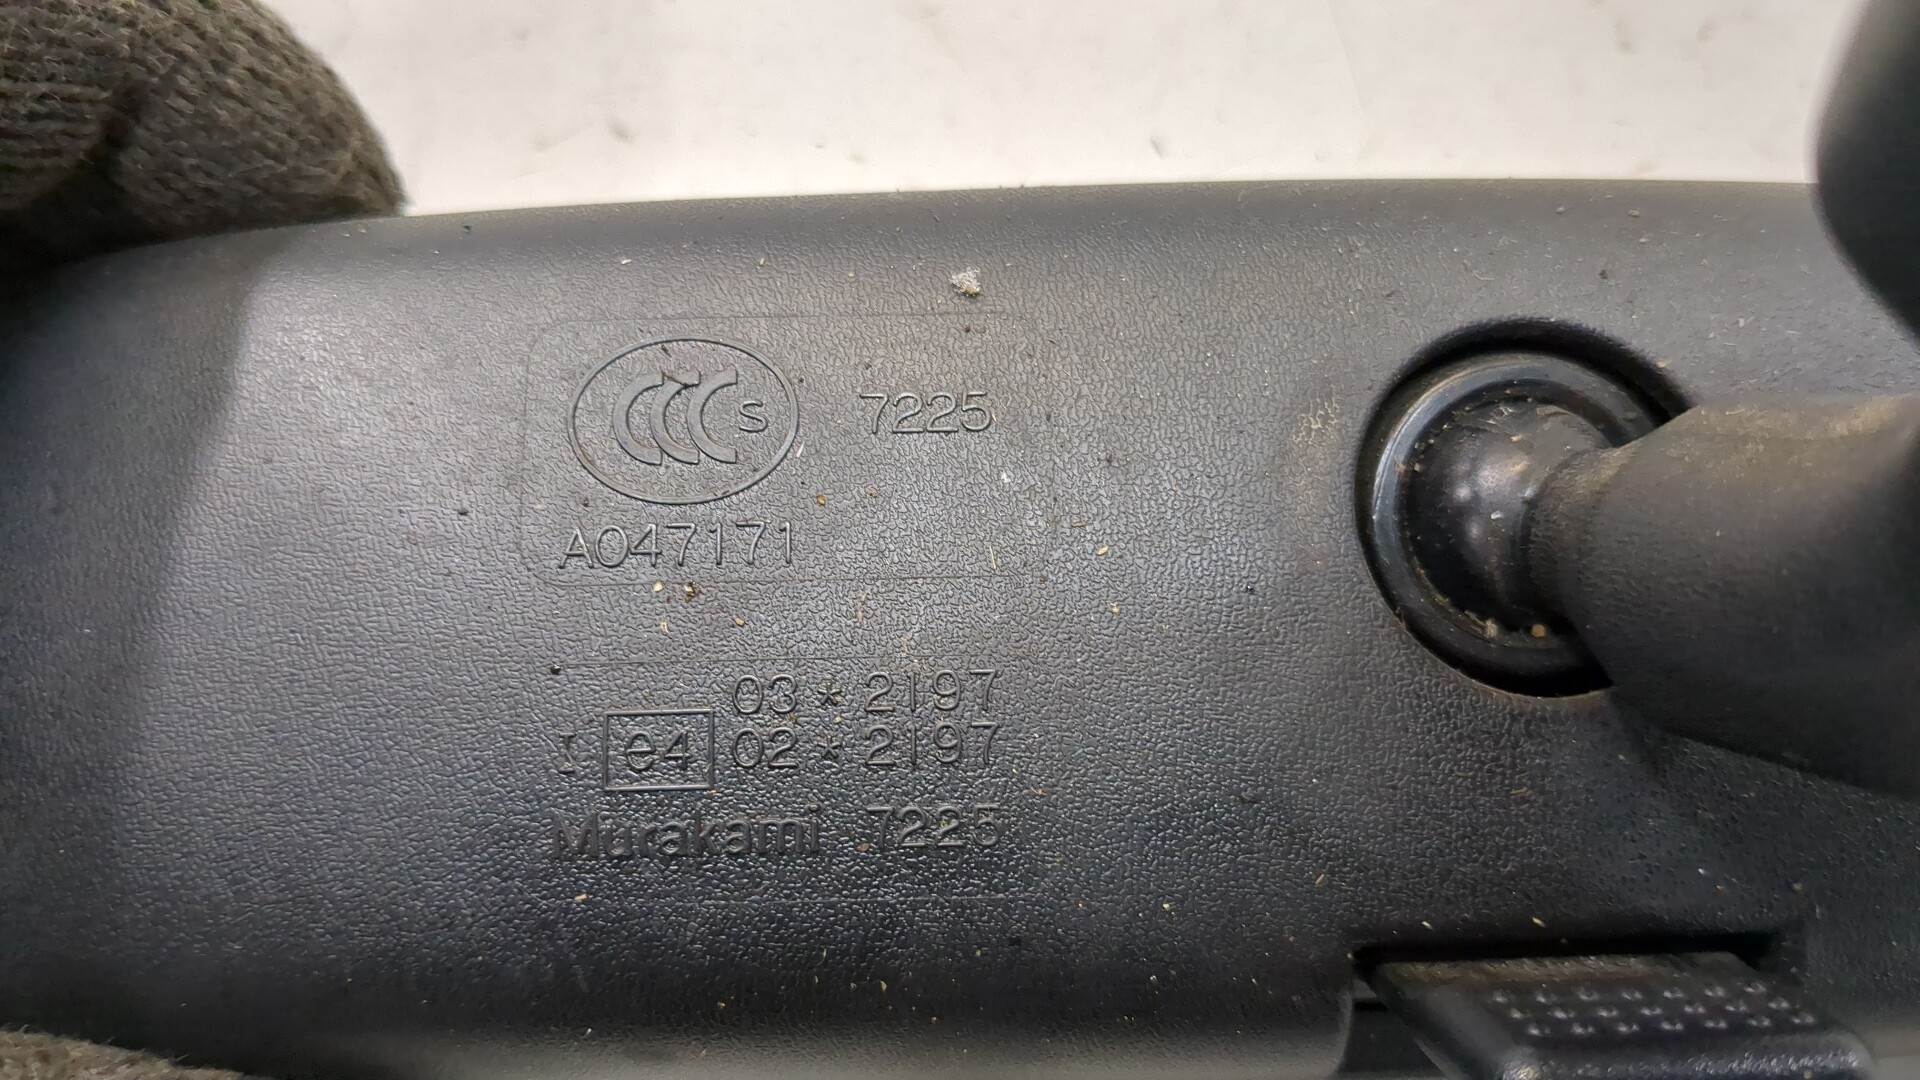 CCC S 7225
A047171
03*2197
I e4 02*2197
Murakami 7225